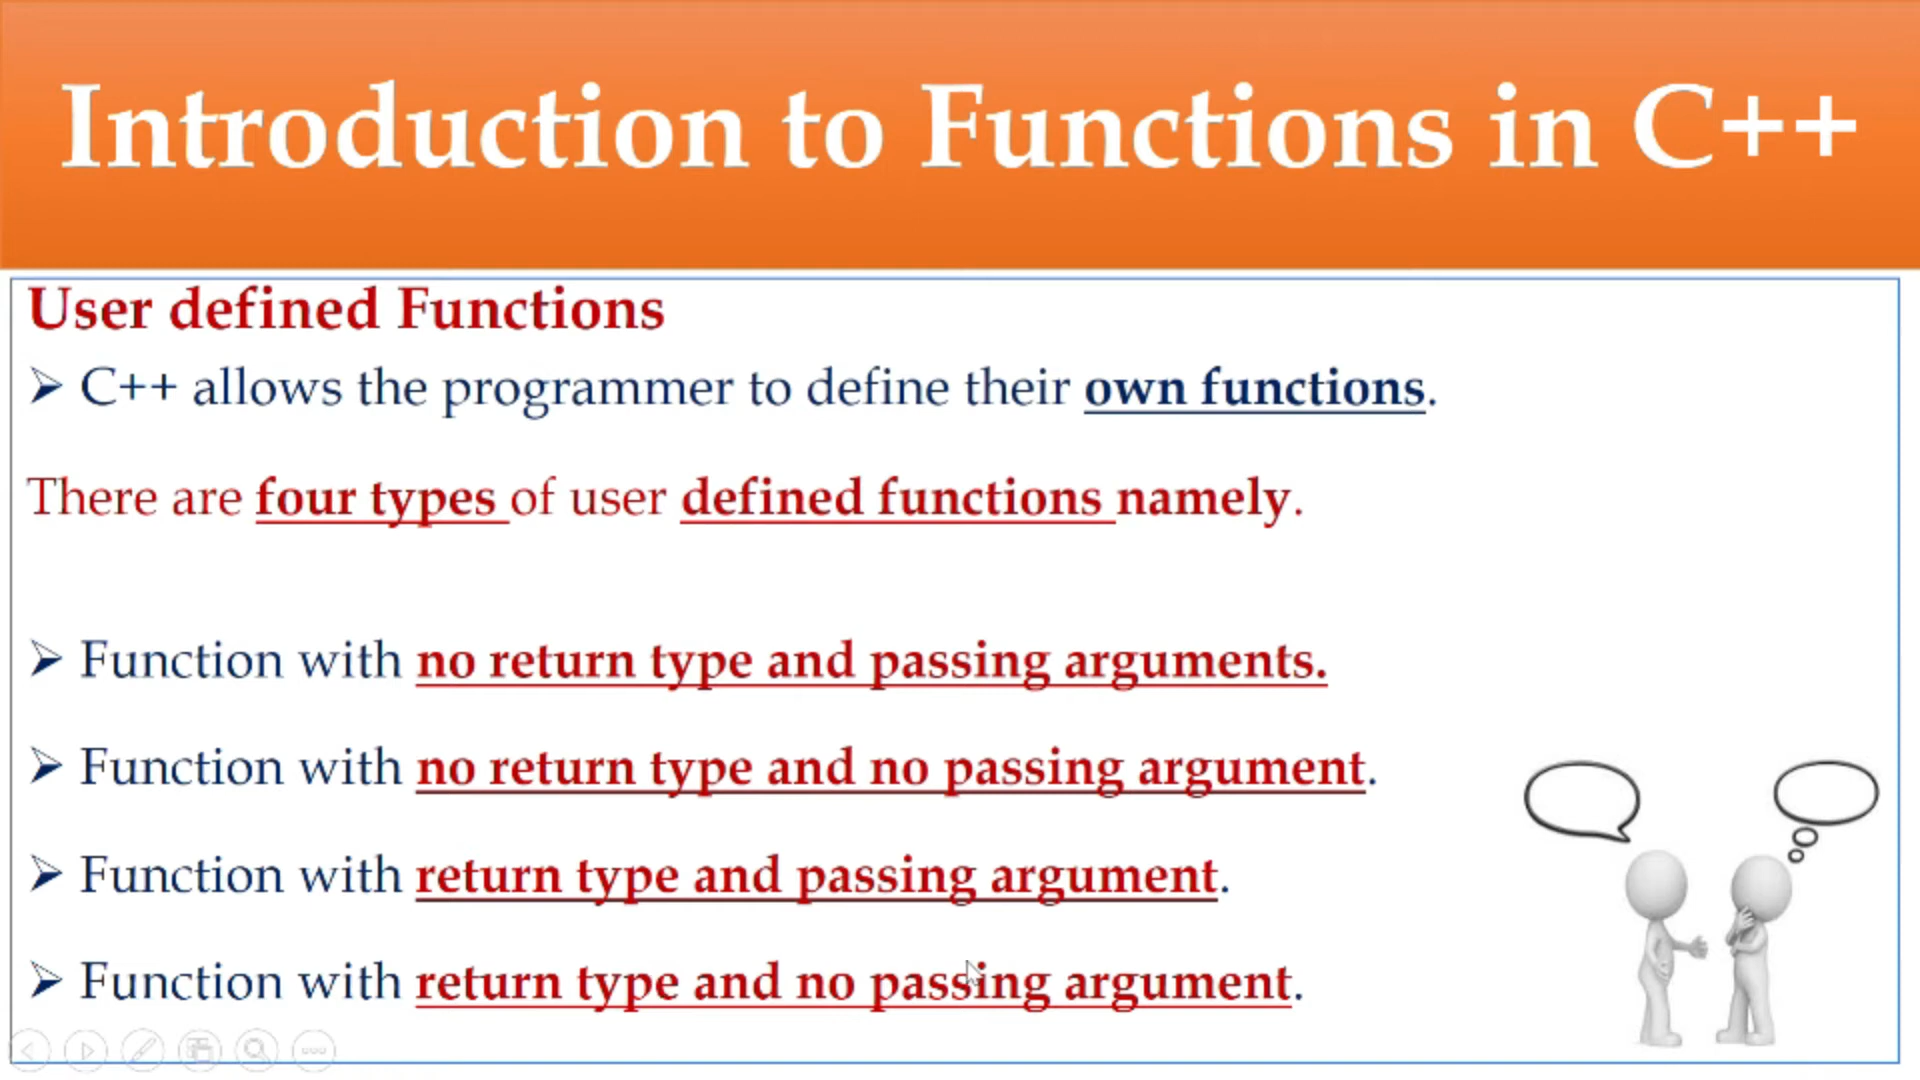 Introduction to Functions in C++
User defined Functions
➢ C++ allows the programmer to define their own functions.
There are four types of user defined functions namely.
➢ Function with no return type and passing arguments.
➢ Function with no return type and no passing argument.
➢ Function with return type and passing argument.
➢ Function with return type and no passing argument.